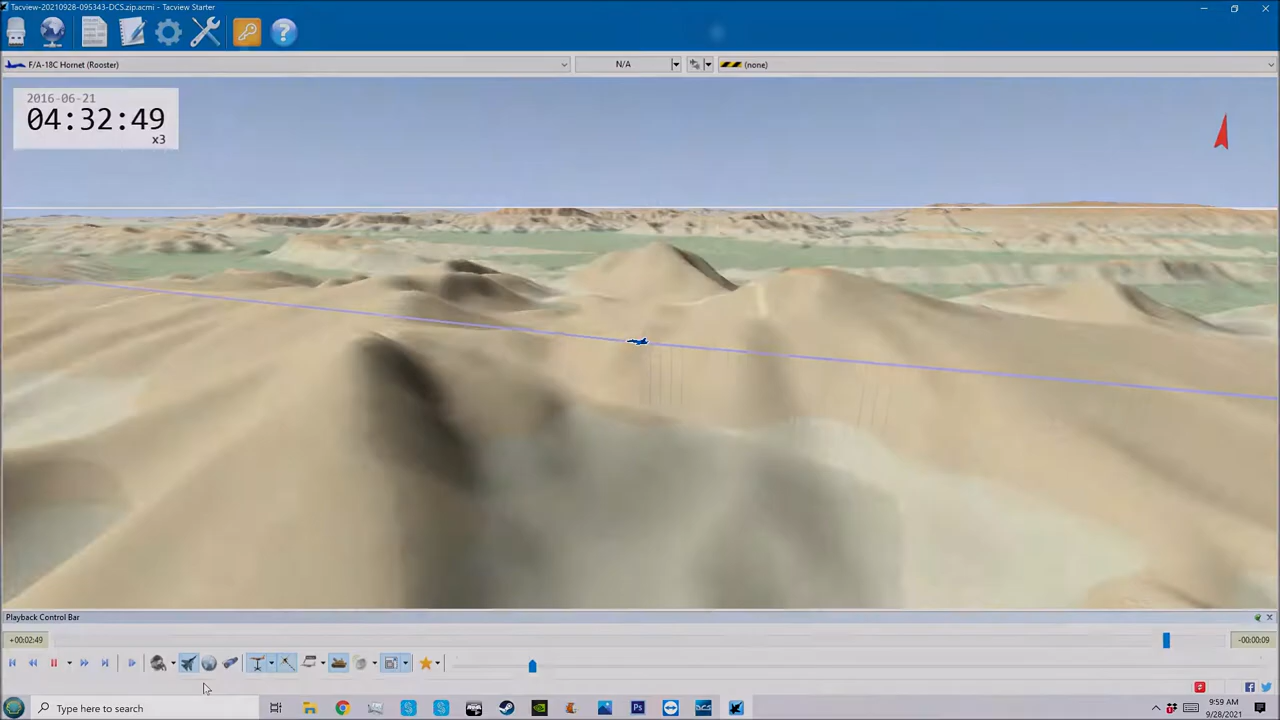 Tacview-20210928-095343-DCS.zip.acmi - Tacview Starter
F/A-18C Hornet (Rooster)
N/A
(none)
2016-06-21
04:32:49
x3
Playback Control Bar
+00:02:49
-00:00:09
Type here to search
9:59 AM
9/28/2021